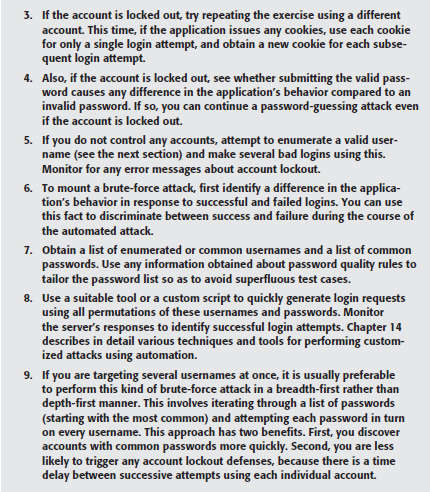 3. If the account is locked out, try repeating the exercise using a different
account. This time, if the application issues any cookies, use each cookie
for only a single login attempt, and obtain a new cookie for each subse-
quent login attempt.
4. Also, if the account is locked out, see whether submitting the valid pass-
word causes any difference in the application's behavior compared to an
invalid password. If so, you can continue a password-guessing attack even
if the account is locked out.
5. If you do not control any accounts, attempt to enumerate a valid user-
name (see the next section) and make several bad logins using this.
Monitor for any error messages about account lockout.
6. To mount a brute-force attack, first identify a difference in the applica-
tion's behavior in response to successful and failed logins. You can use
this fact to discriminate between success and failure during the course of
the automated attack.
7. Obtain a list of enumerated or common usernames and a list of common
passwords. Use any information obtained about password quality rules to
tailor the password list so as to avoid superfluous test cases.
8. Use a suitable tool or a custom script to quickly generate login requests
using all permutations of these usernames and passwords. Monitor
the server's responses to identify successful login attempts. Chapter 14
describes in detail various techniques and tools for performing custom-
ized attacks using automation.
9. If you are targeting several usernames at once, it is usually preferable
to perform this kind of brute-force attack in a breadth-first rather than
depth-first manner. This involves iterating through a list of passwords
(starting with the most common) and attempting each password in turn
on every username. This approach has two benefits. First, you discover
accounts with common passwords more quickly. Second, you are less
likely to trigger any account lockout defenses, because there is a time
delay between successive attempts using each individual account.